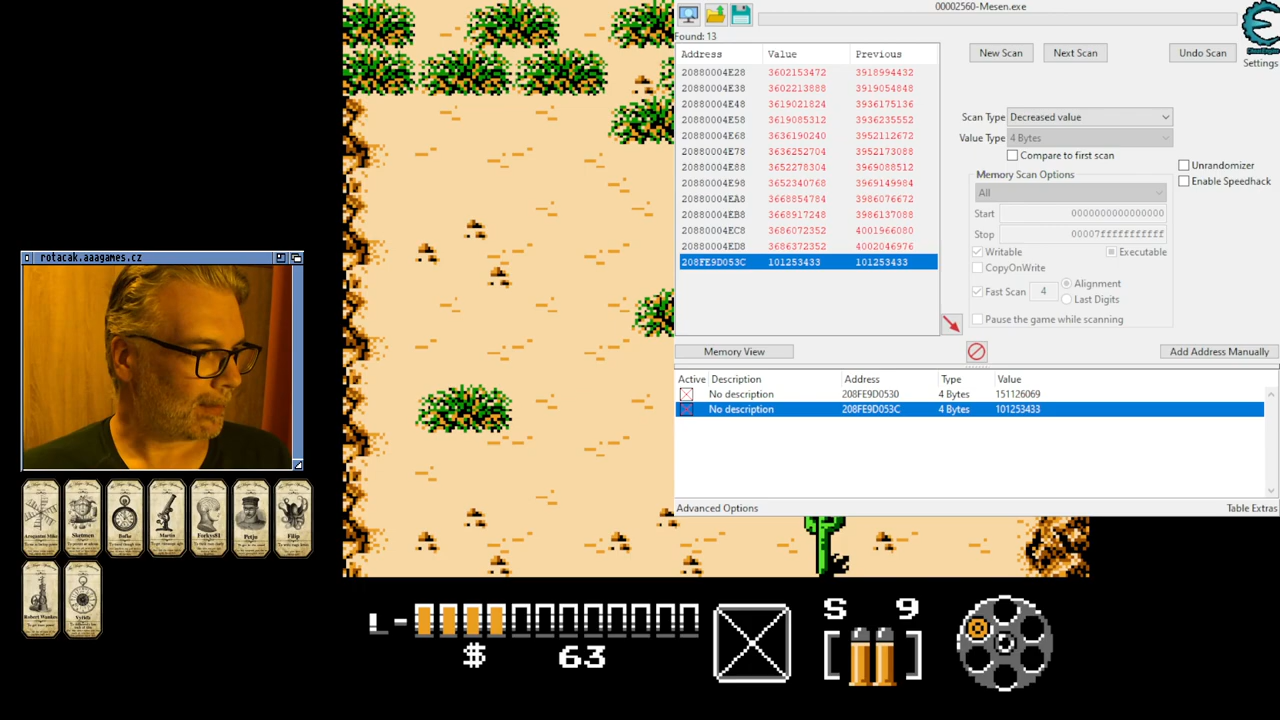 00002560-Mesen.exe
Found: 13
Address Value Previous
20880004E28 3602153472 3918994432
20880004E38 3602213888 3919054848
20880004E48 3619021824 3936175136
20880004E58 3619085312 3936235552
20880004E68 3636190240 3952112672
20880004E78 3636252704 3952173088
20880004E88 3652278304 3969088512
20880004E98 3652340768 3969149984
20880004EA8 3668854784 3986076672
20880004EB8 3668917248 3986137088
20880004EC8 3686072352 4001966080
20880004ED8 3686372352 4002046976
208FE9D053C 101253433 101253433
New Scan
Next Scan
Undo Scan
Settings
Scan Type Decreased value
Value Type 4 Bytes
Compare to first scan
Memory Scan Options
All
Start 0000000000000000
Stop 00007fffffffffff
Writable Executable
CopyOnWrite
Fast Scan 4 Alignment
Last Digits
Pause the game while scanning
Unrandomizer
Enable Speedhack
Memory View
Add Address Manually
Active Description Address Type Value
No description 208FE9D0530 4 Bytes 151126069
No description 208FE9D053C 4 Bytes 101253433
Advanced Options
Table Extras
rotacak.aaagames.cz
Martin
Petjo
Filip
L-
$ 63
S 9